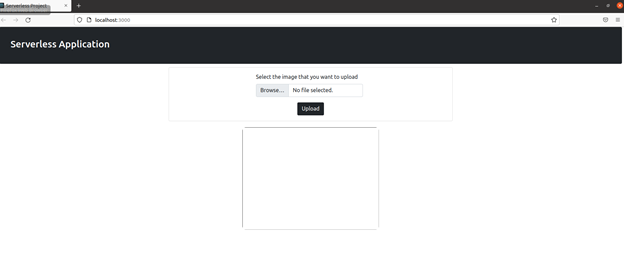 Serverless Project
localhost:3000
Serverless Application
Select the image that you want to upload
Browse... No file selected.
Upload